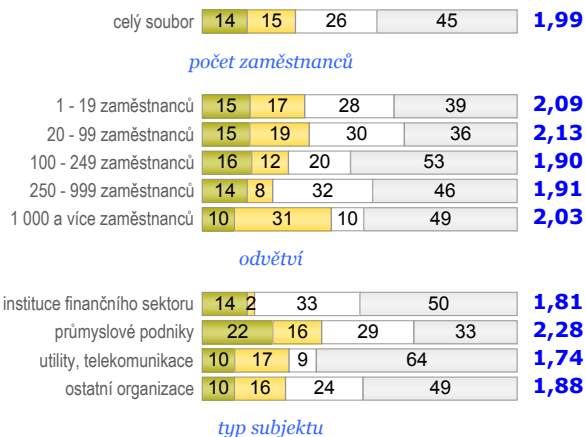 celý soubor 14 15 26 45 1,99
počet zaměstnanců
1 - 19 zaměstnanců 15 17 28 39 2,09
20 - 99 zaměstnanců 15 19 30 36 2,13
100 - 249 zaměstnanců 16 12 20 53 1,90
250 - 999 zaměstnanců 14 8 32 46 1,91
1 000 a více zaměstnanců 10 31 10 49 2,03
odvětví
instituce finančního sektoru 14 2 33 50 1,81
průmyslové podniky 22 16 29 33 2,28
utility, telekomunikace 10 17 9 64 1,74
ostatní organizace 10 16 24 49 1,88
typ subjektu